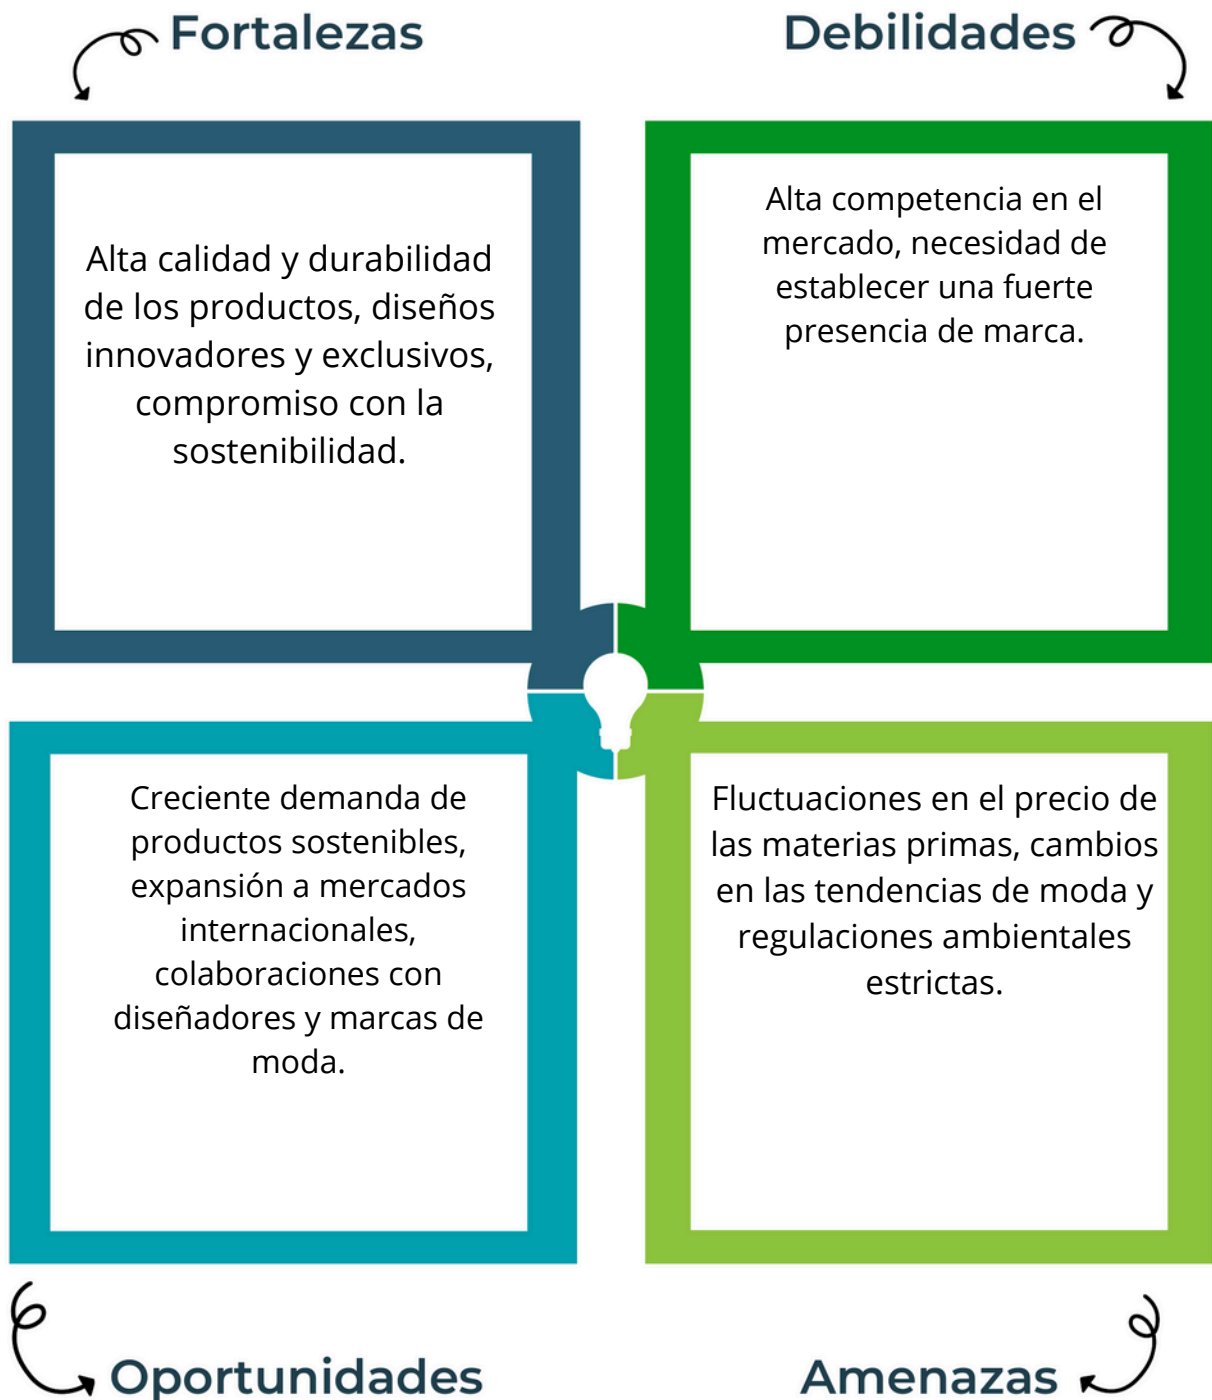 Fortalezas
Alta calidad y durabilidad
de los productos, diseños
innovadores y exclusivos,
compromiso con la
sostenibilidad.
Debilidades
Alta competencia en el
mercado, necesidad de
establecer una fuerte
presencia de marca.
Creciente demanda de
productos sostenibles,
expansión a mercados
internacionales,
colaboraciones con
diseñadores y marcas de
moda.
Oportunidades
Fluctuaciones en el precio de
las materias primas, cambios
en las tendencias de moda y
regulaciones ambientales
estrictas.
Amenazas